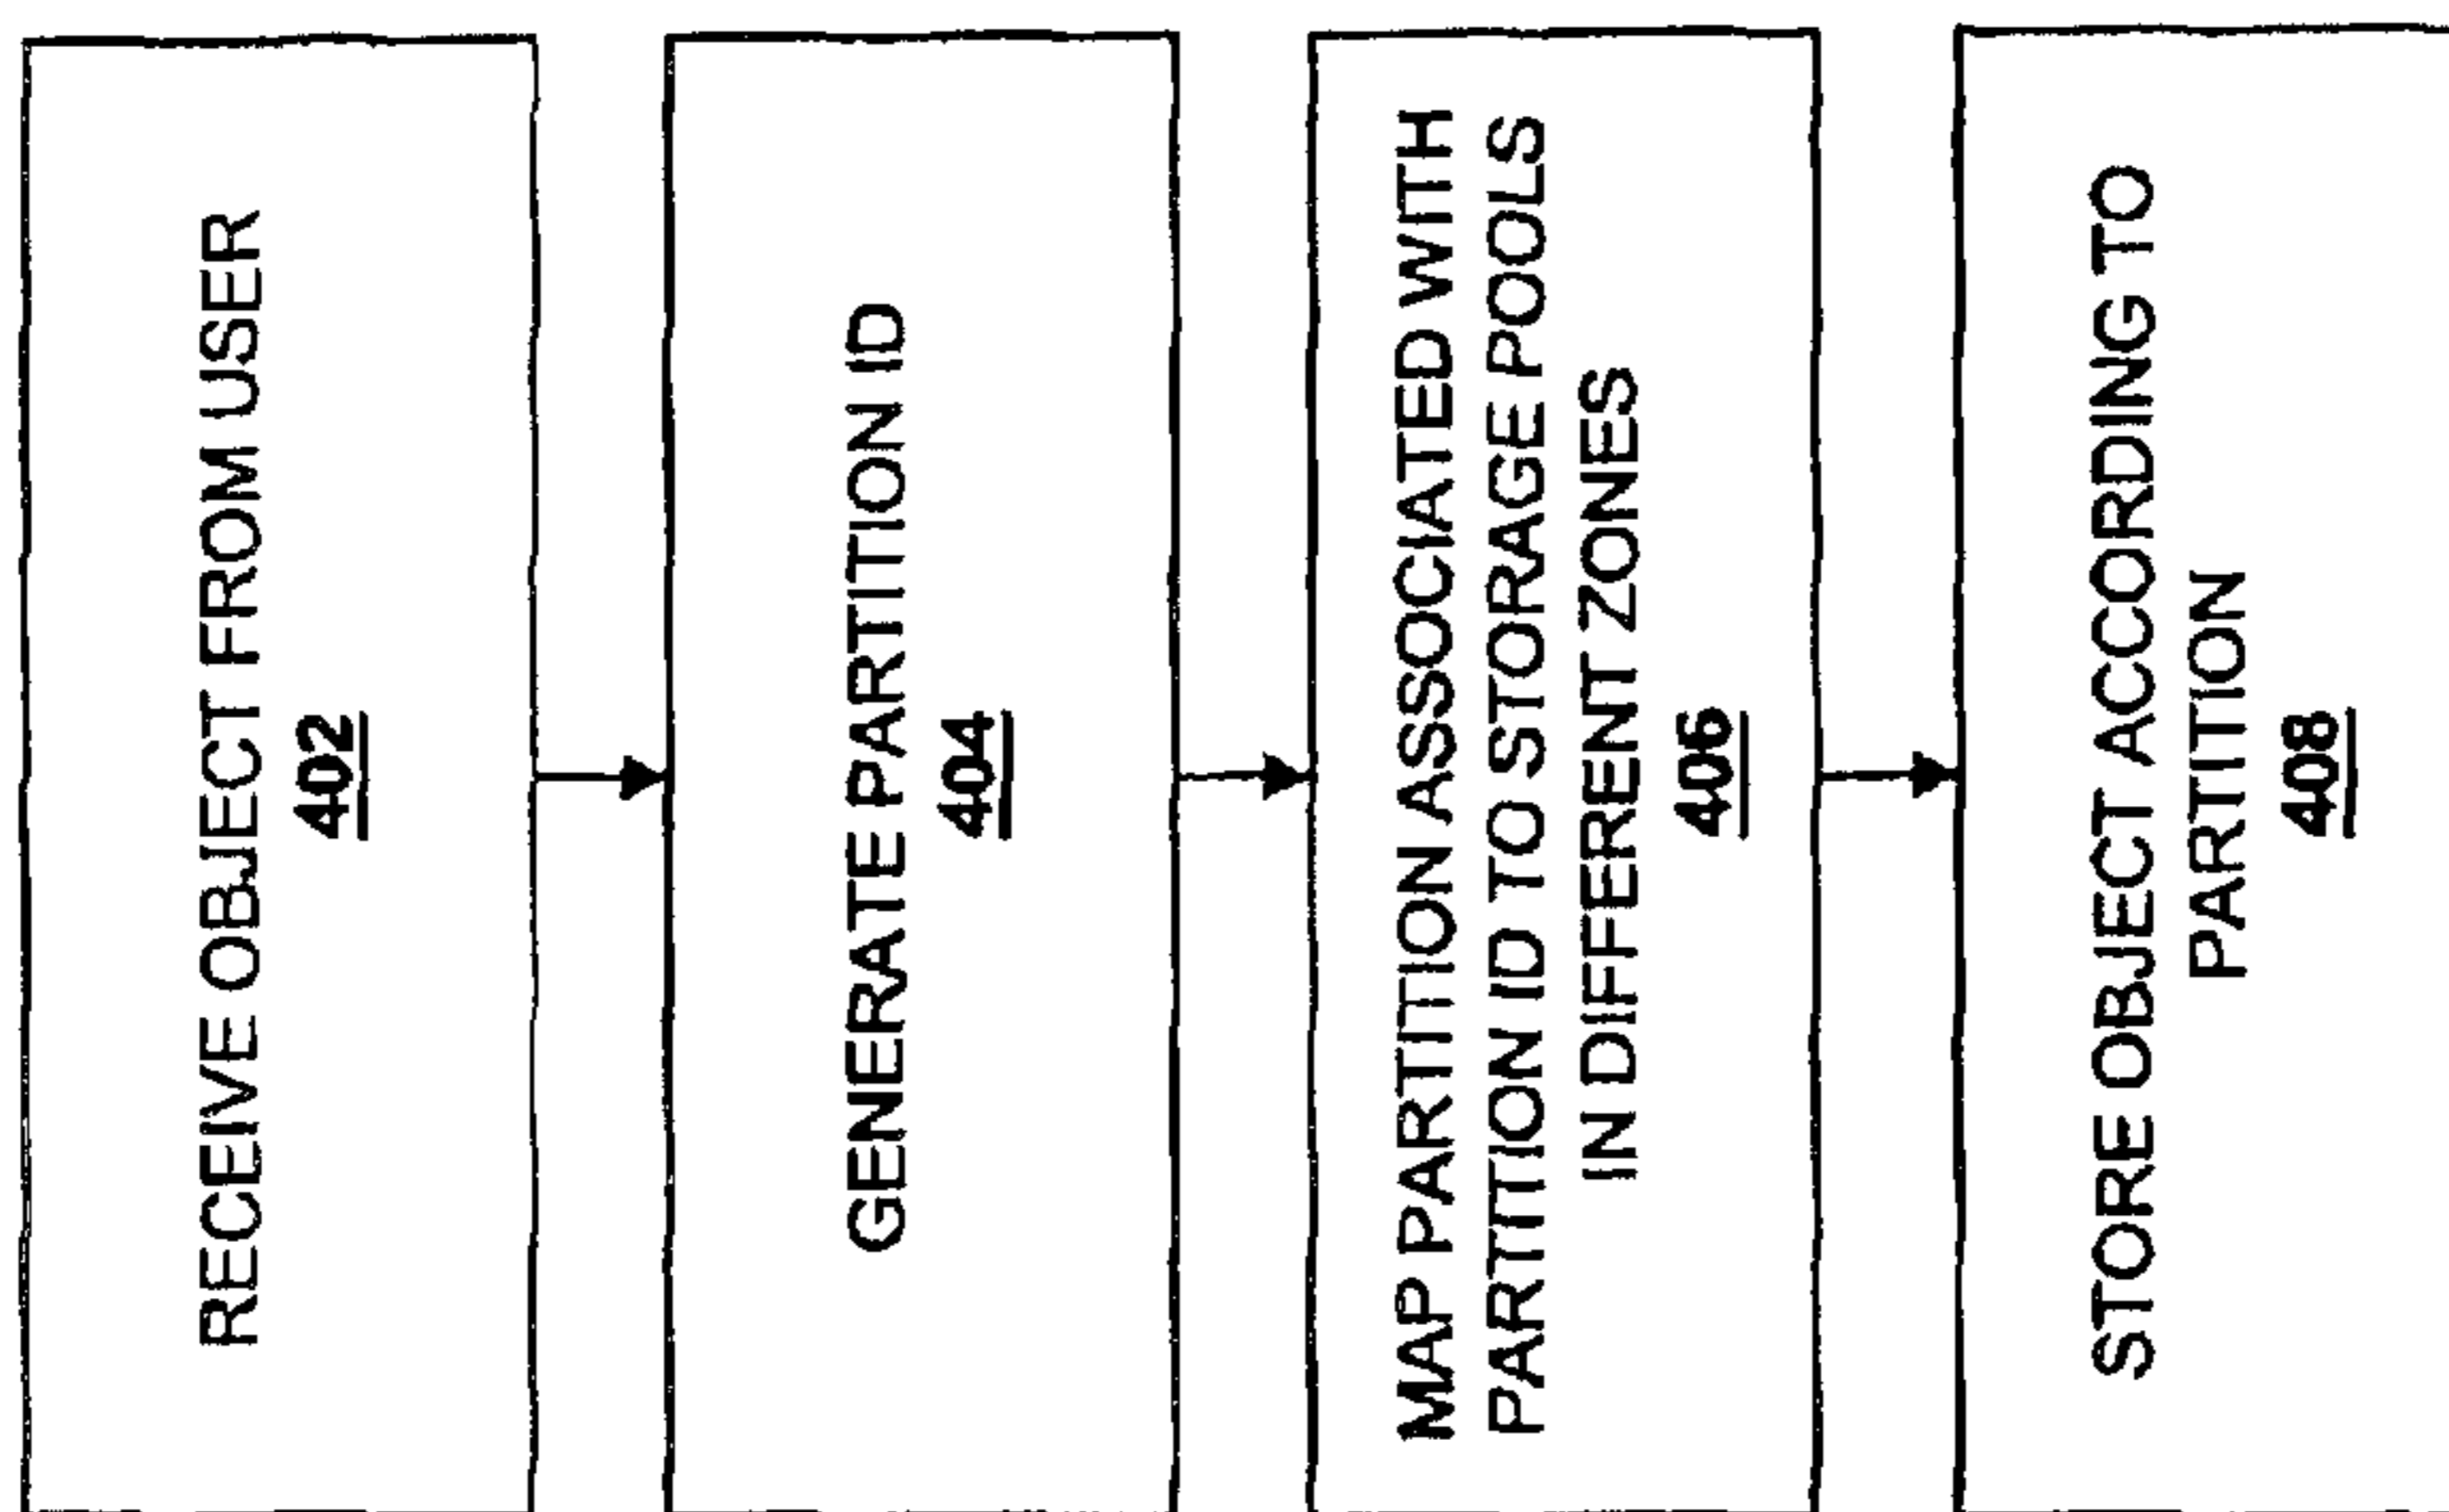 RECEIVE OBJECT FROM USER
402
GENERATE PARTITION ID
404
MAP PARTITION ASSOCIATED WITH
PARTITION ID TO STORAGE POOLS
IN DIFFERENT ZONES
406
STORE OBJECT ACCORDING TO
PARTITION
408